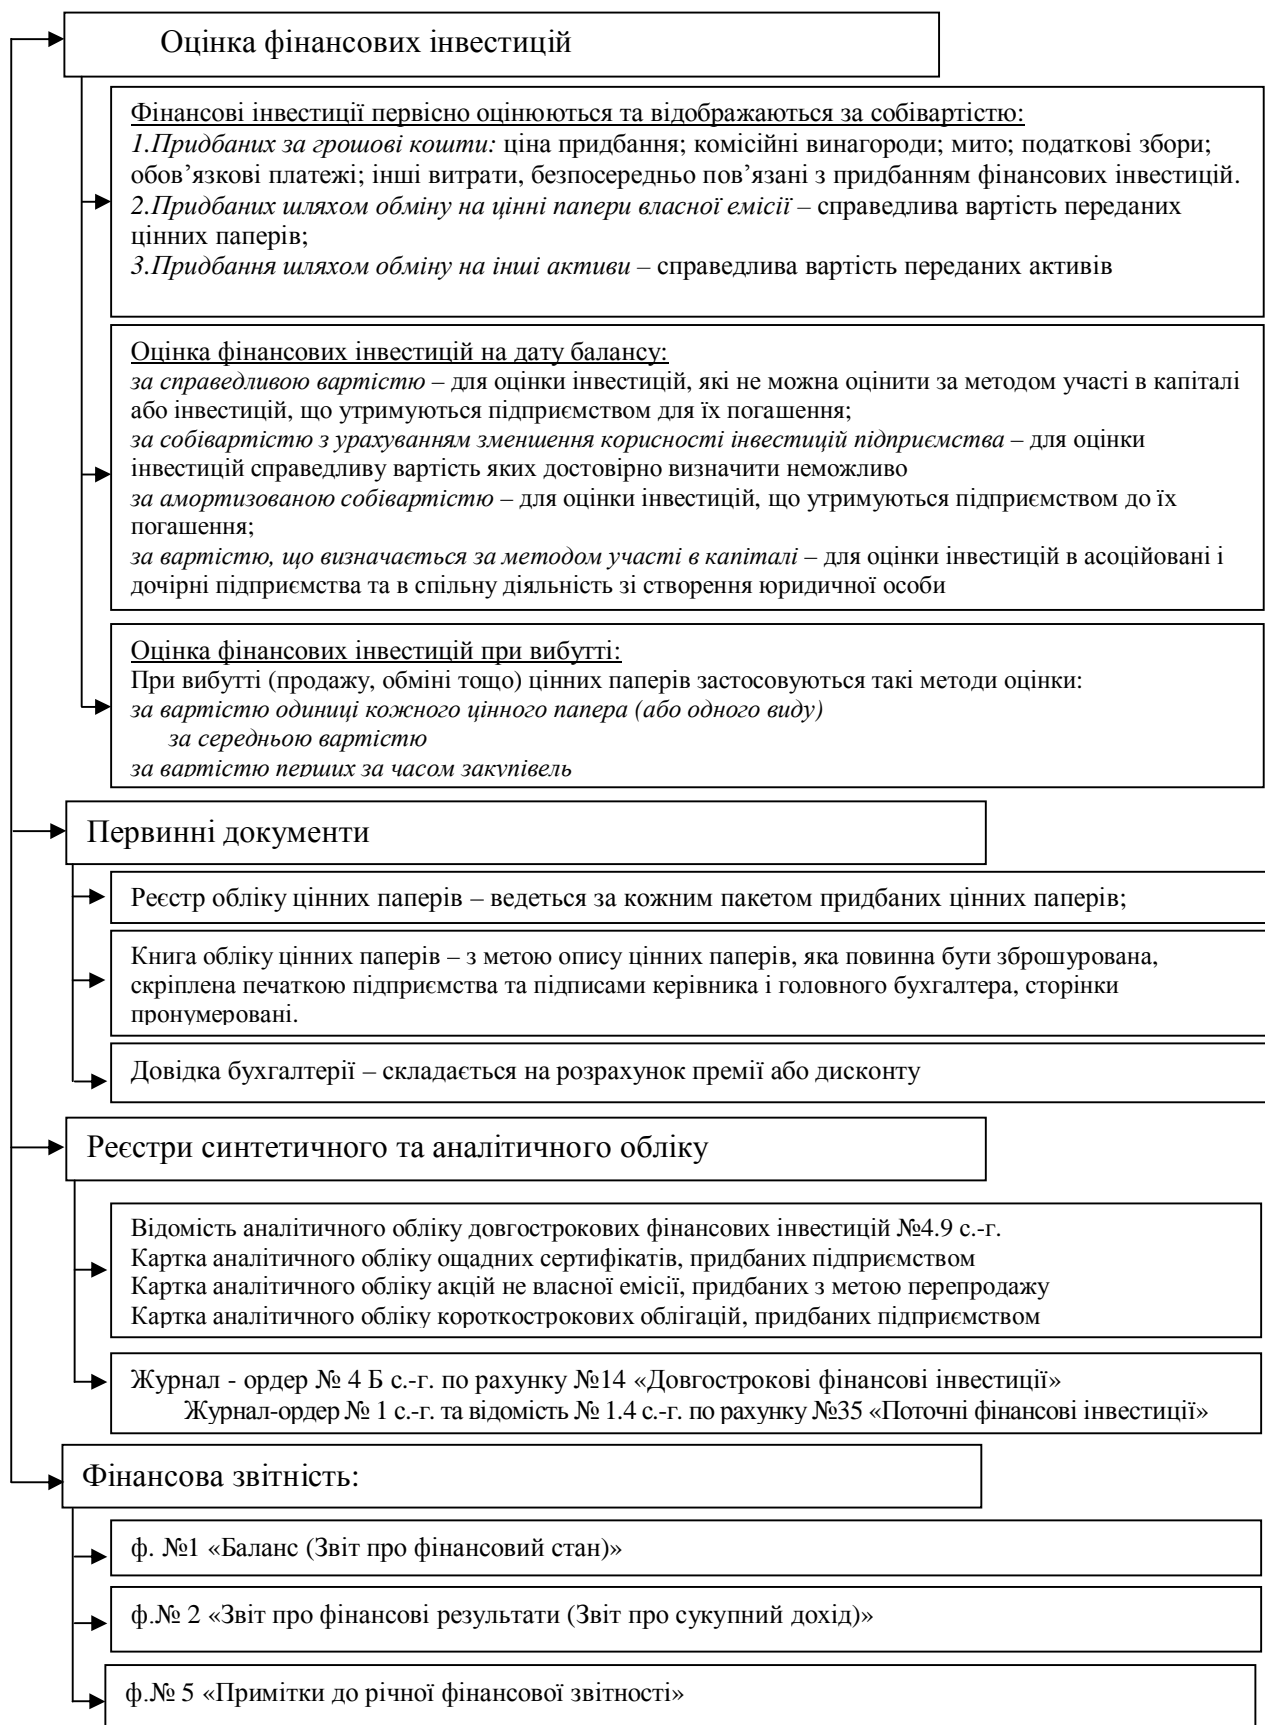 Оцінка фінансових інвестицій
Фінансові інвестиції первісно оцінюються та відображаються за собівартістю:
1.Придбаних за грошові кошти: ціна придбання; комісійні винагороди; мито; податкові збори;
обов’язкові платежі; інші витрати, безпосередньо пов’язані з придбанням фінансових інвестицій.
2.Придбаних шляхом обміну на цінні папери власної емісії – справедлива вартість переданих
цінних паперів;
3.Придбання шляхом обміну на інші активи – справедлива вартість переданих активів
Оцінка фінансових інвестицій на дату балансу:
за справедливою вартістю – для оцінки інвестицій, які не можна оцінити за методом участі в капіталі
або інвестицій, що утримуються підприємством для їх погашення;
за собівартістю з урахуванням зменшення корисності інвестицій підприємства – для оцінки
інвестицій справедливу вартість яких достовірно визначити неможливо
за амортизованою собівартістю – для оцінки інвестицій, що утримуються підприємством до їх
погашення;
за вартістю, що визначається за методом участі в капіталі – для оцінки інвестицій в асоційовані і
дочірні підприємства та в спільну діяльність зі створення юридичної особи
Оцінка фінансових інвестицій при вибутті:
При вибутті (продажу, обміні тощо) цінних паперів застосовуються такі методи оцінки:
за вартістю одиниці кожного цінного папера (або одного виду)
за середньою вартістю
за вартістю перших за часом закупівель
Первинні документи
Реєстр обліку цінних паперів – ведеться за кожним пакетом придбаних цінних паперів;
Книга обліку цінних паперів – з метою опису цінних паперів, яка повинна бути зброшурована,
скріплена печаткою підприємства та підписами керівника і головного бухгалтера, сторінки
пронумеровані.
Довідка бухгалтерії – складається на розрахунок премії або дисконту
Реєстри синтетичного та аналітичного обліку
Відомість аналітичного обліку довгострокових фінансових інвестицій №4.9 с.-г.
Картка аналітичного обліку ощадних сертифікатів, придбаних підприємством
Картка аналітичного обліку акцій не власної емісії, придбаних з метою перепродажу
Картка аналітичного обліку короткострокових облігацій, придбаних підприємством
Журнал - ордер № 4 Б с.-г. по рахунку №14 «Довгострокові фінансові інвестиції»
Журнал-ордер № 1 с.-г. та відомість № 1.4 с.-г. по рахунку №35 «Поточні фінансові інвестиції»
Фінансова звітність:
ф. №1 «Баланс (Звіт про фінансовий стан)»
ф.№ 2 «Звіт про фінансові результати (Звіт про сукупний дохід)»
ф.№ 5 «Примітки до річної фінансової звітності»